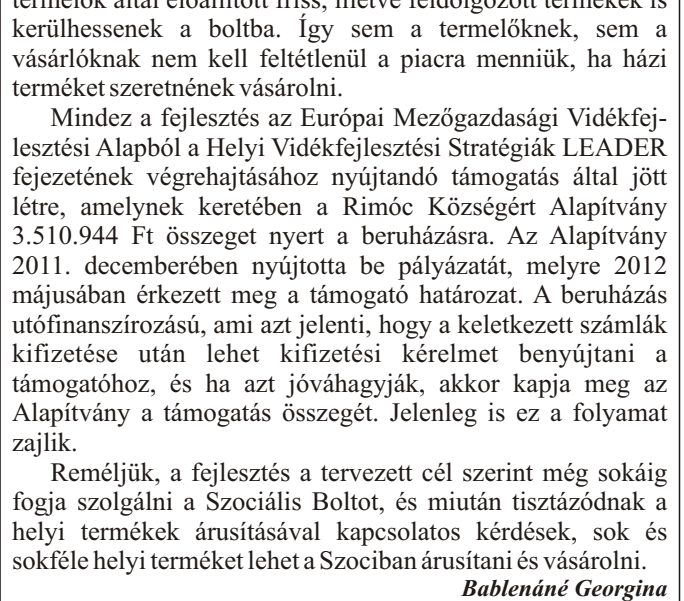 termelők által előállított friss, illetve feldolgozott termékek is
kerülhessenek a boltba. Így sem a termelőknek, sem a
vásárlóknak nem kell feltétlenül a piacra menniük, ha házi
terméket szeretnének vásárolni.
Mindez a fejlesztés az Európai Mezőgazdasági Vidékfej-
lesztési Alapból a Helyi Vidékfejlesztési Stratégiák LEADER
fejezetének végrehajtásához nyújtandó támogatás által jött
létre, amelynek keretében a Rimóc Községért Alapítvány
3.510.944 Ft összeget nyert a beruházásra. Az Alapítvány
2011. decemberében nyújtotta be pályázatát, melyre 2012
májusában érkezett meg a támogató határozat. A beruházás
utófinanszírozású, ami azt jelenti, hogy a keletkezett számlák
kifizetése után lehet kifizetési kérelmet benyújtani a
támogatóhoz, és ha azt jóváhagyják, akkor kapja meg az
Alapítvány a támogatás összegét. Jelenleg is ez a folyamat
zajlik.
Reméljük, a fejlesztés a tervezett cél szerint még sokáig
fogja szolgálni a Szociális Boltot, és miután tisztázódnak a
helyi termékek árusításával kapcsolatos kérdések, sok és
sokféle helyi terméket lehet a Szociban árusítani és vásárolni.
Bablenáné Georgina